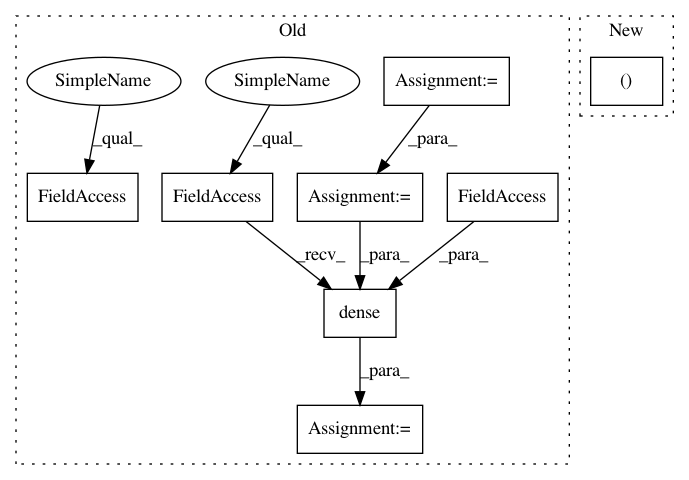 Old
New
SimpleName
SimpleName
Assignment:=
()
_qual_
_qual_
_para_
FieldAccess
FieldAccess
Assignment:=
FieldAccess
_recv_
_para_
_para_
dense
_para_
Assignment:=